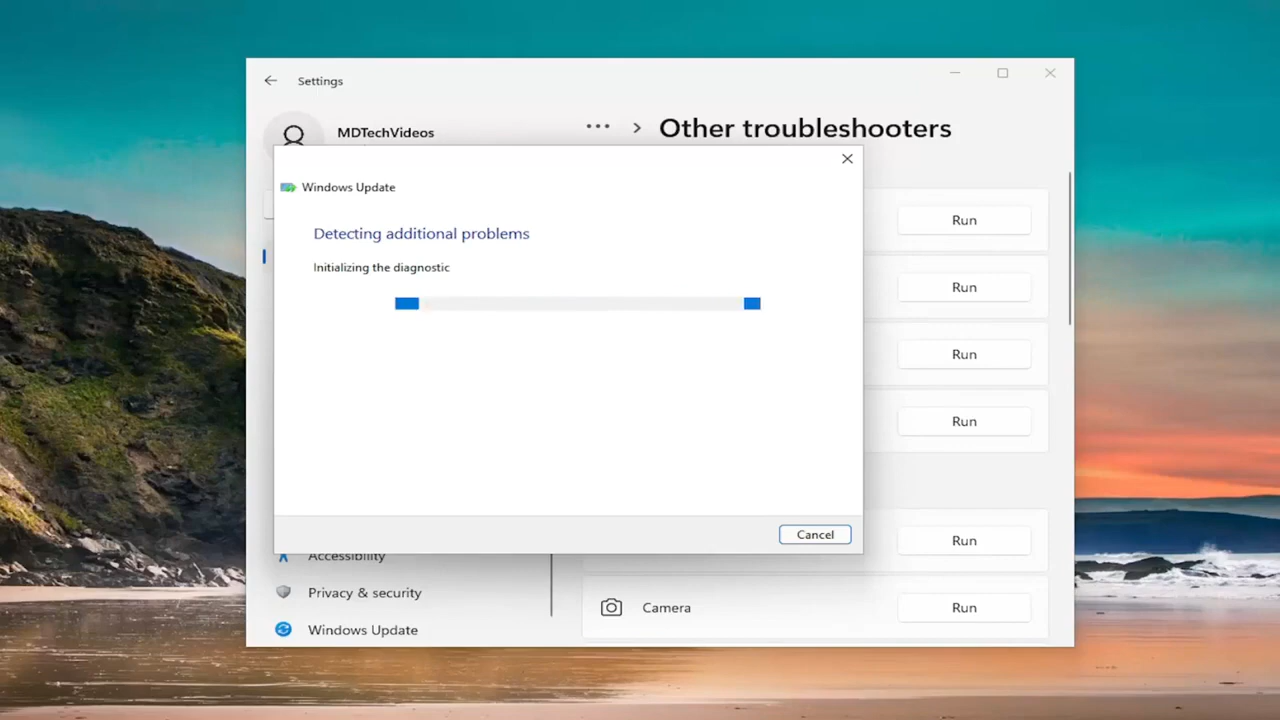 Settings
MDTechVideos
... > Other troubleshooters
Windows Update
Detecting additional problems
Initializing the diagnostic
Cancel
Run
Run
Run
Run
Run
Accessibility
Privacy & security
Camera
Run
Windows Update